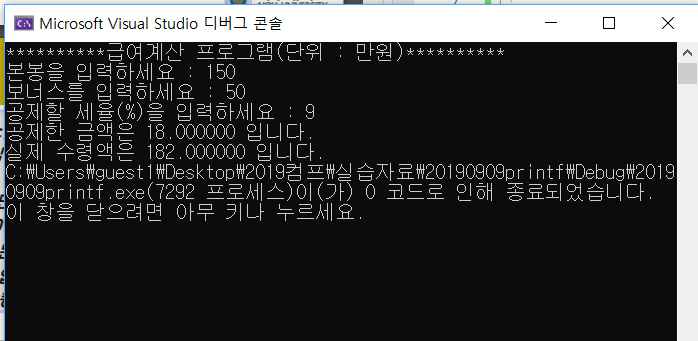 Microsoft Visual Studio 디버그 콘솔
**********급여계산 프로그램(단위 : 만원)**********
본봉을 입력하세요 : 150
보너스를 입력하세요 : 50
공제할 세율(%)을 입력하세요 : 9
공제한 금액은 18.000000 입니다.
실제 수령액은 182.000000 입니다.
C:₩Users₩guest1₩Desktop₩2019컴프₩실습자료₩20190909printf₩Debug₩2019
0909printf.exe(7292 프로세스)이(가) 0 코드로 인해 종료되었습니다.
이 창을 닫으려면 아무 키나 누르세요.